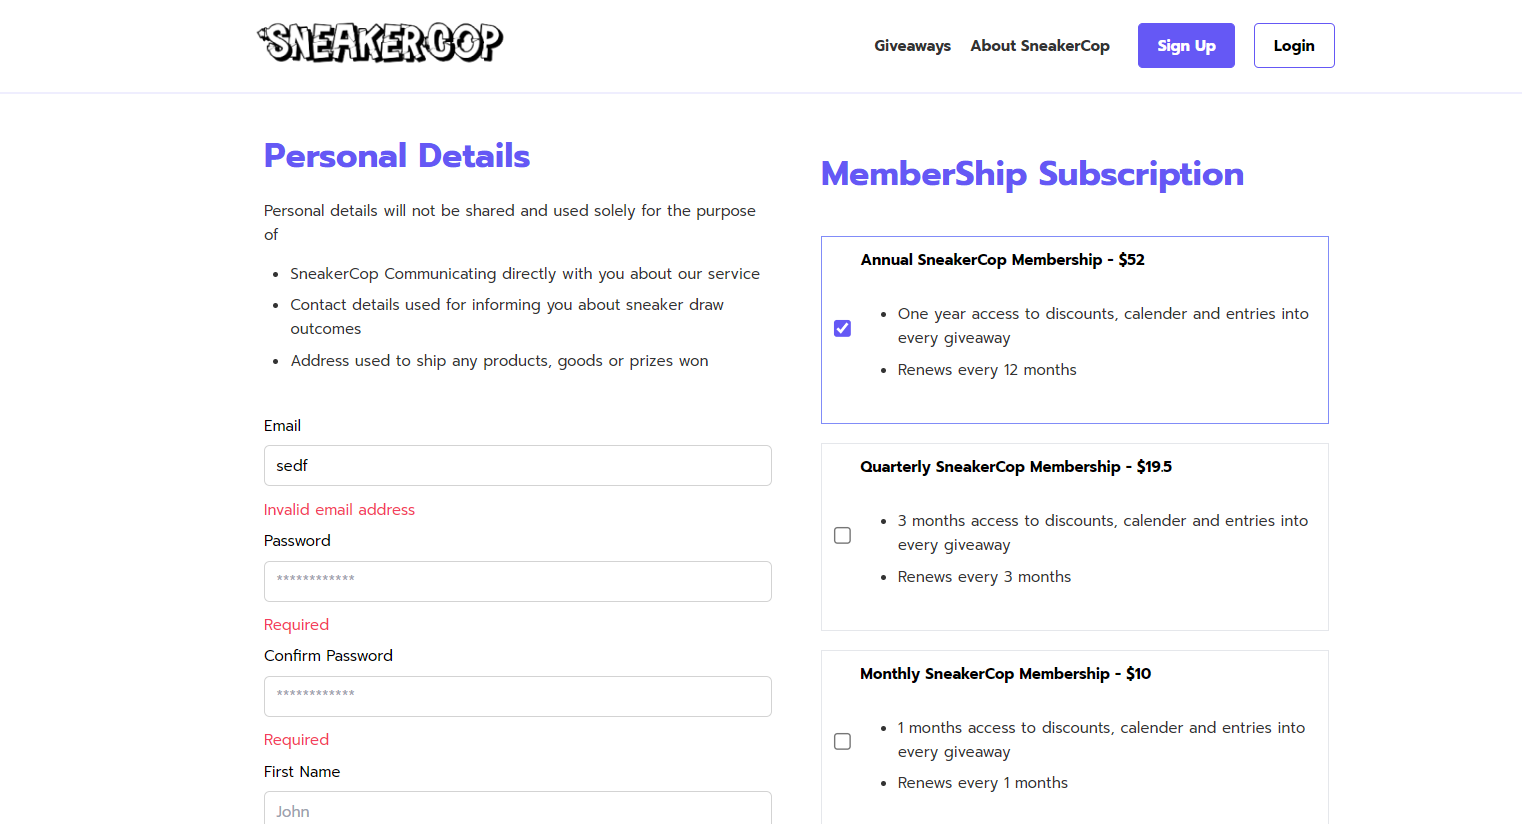 SNEAKERCOP
Giveaways
About SneakerCop
Sign Up
Login
Personal Details
Personal details will not be shared and used solely for the purpose
of
SneakerCop Communicating directly with you about our service
Contact details used for informing you about sneaker draw
outcomes
Address used to ship any products, goods or prizes won
Email
sedf
Invalid email address
Password
************
Required
Confirm Password
************
Required
First Name
John
MemberShip Subscription
Annual SneakerCop Membership - $52
One year access to discounts, calender and entries into
every giveaway
Renews every 12 months
Quarterly SneakerCop Membership - $19.5
3 months access to discounts, calender and entries into
every giveaway
Renews every 3 months
Monthly SneakerCop Membership - $10
1 months access to discounts, calender and entries into
every giveaway
Renews every 1 months